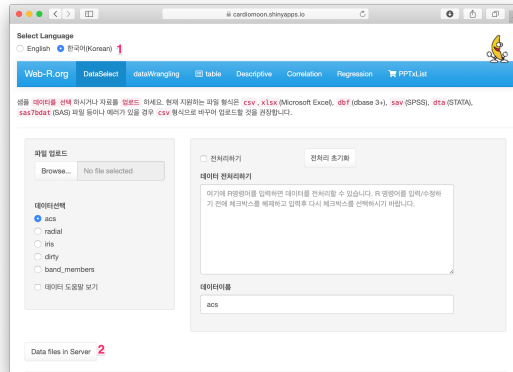 cardiomoon.shinyapps.io
Select Language
English 한국어(Korean) 1
Web-R.org DataSelect dataWrangling table Descriptive Correlation Regression PPTxList
샘플 데이터를 선택 하시거나 자료를 업로드 하세요. 현재 지원하는 파일 형식은 csv, xlsx (Microsoft Excel), dbf (dbase 3+), sav (SPSS), dta (STATA),
sas7bdat (SAS) 파일 등이나 에러가 있을 경우 csv 형식으로 바꾸어 업로드할 것을 권장합니다.
파일 업로드
Browse... No file selected
데이터선택
acs
radial
iris
dirty
band_members
데이터 도움말 보기
전처리하기 전처리 초기화
데이터 전처리하기
여기에 R명령어를 입력하면 데이터를 전처리할 수 있습니다. R 명령어를 입력/수정하
기 전에 체크박스를 해제하고 입력후 다시 체크박스를 선택하시기 바랍니다.
데이터이름
acs
Data files in Server 2